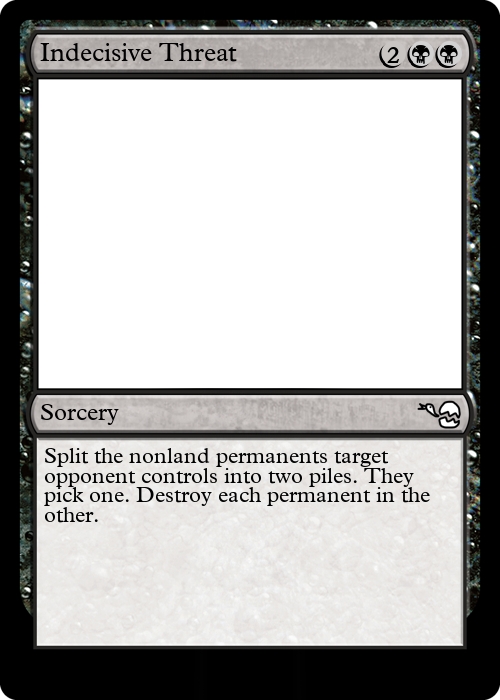 Indecisive Threat 2
Sorcery
Split the nonland permanents target
opponent controls into two piles. They
pick one. Destroy each permanent in the
other.